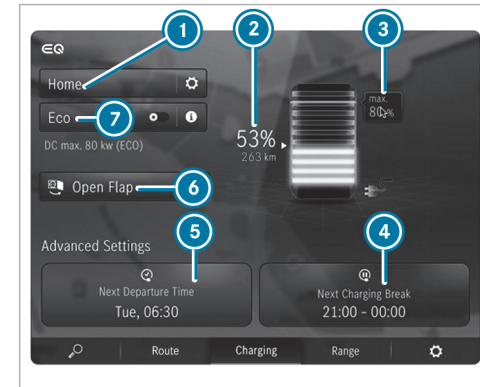 1
2
3
EQ
Home
max.
80%
Eco
7
53%
263 km
DC max. 80 kw (ECO)
Open Flap
6
5
4
Advanced Settings
Next Departure Time
Tue, 06:30
Next Charging Break
21:00 - 00:00
Route
Charging
Range